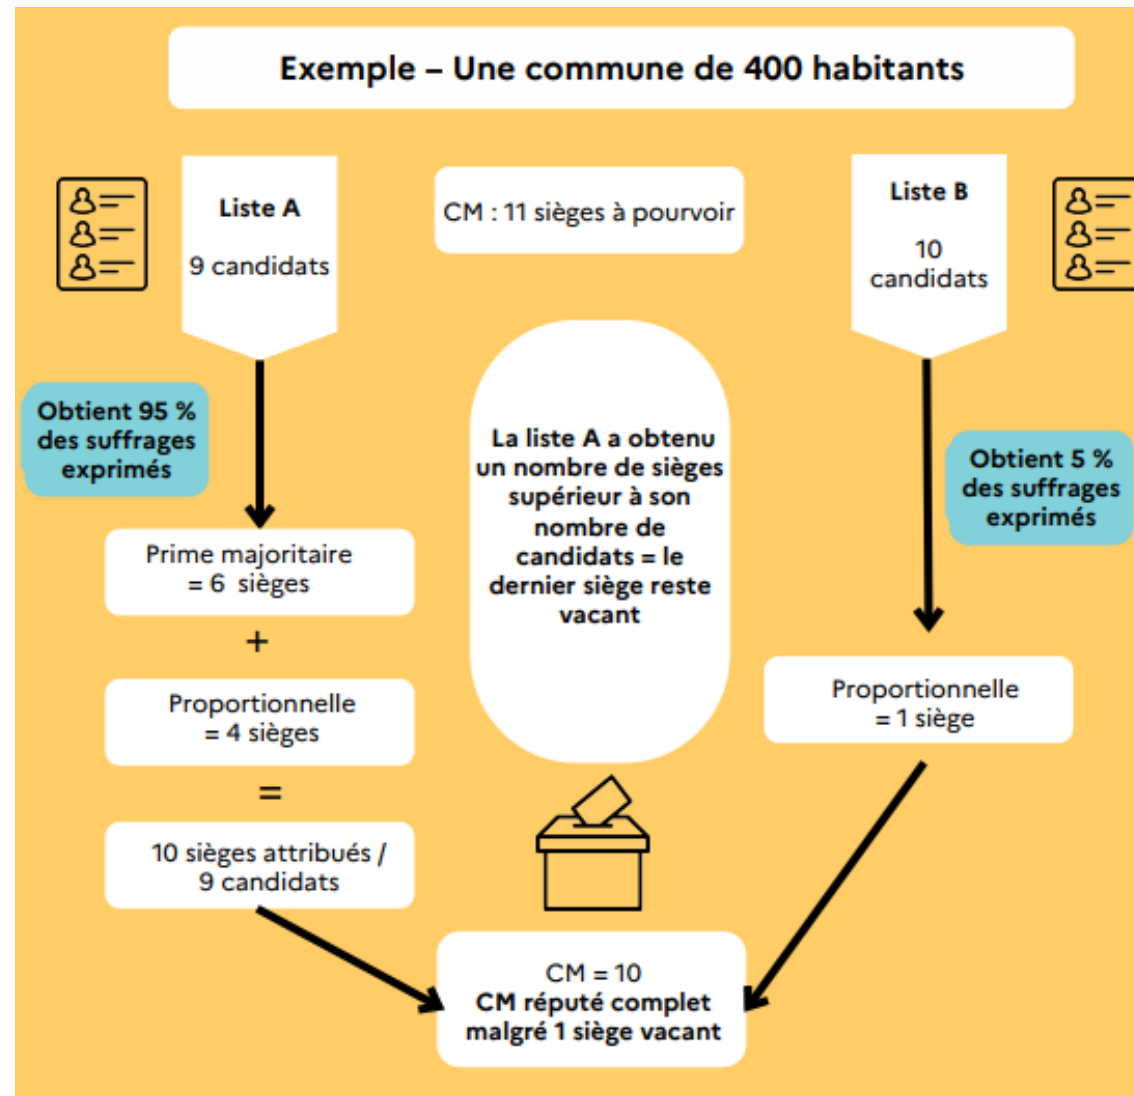 Exemple – Une commune de 400 habitants
Liste A
9 candidats
CM : 11 sièges à pourvoir
Liste B
10
candidats
Obtient 95 %
des suffrages
exprimés
La liste A a obtenu
un nombre de sièges
supérieur à son
nombre de
candidats = le
dernier siège reste
vacant
Obtient 5 %
des suffrages
exprimés
Prime majoritaire
= 6 sièges
+
Proportionnelle
= 4 sièges
=
10 sièges attribués /
9 candidats
Proportionnelle
= 1 siège
CM = 10
CM réputé complet
malgré 1 siège vacant